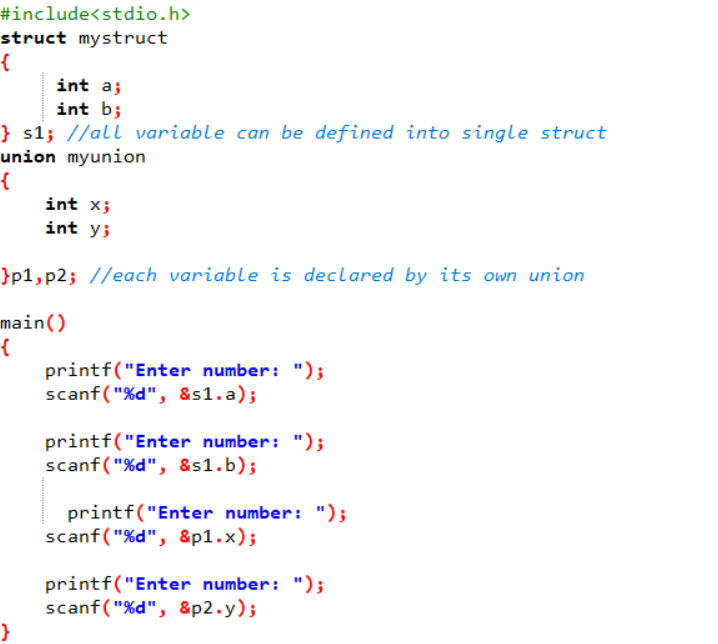 #include<stdio.h>
struct mystruct
{
int a;
int b;
} s1; //all variable can be defined into single struct
union myunion
{
int x;
int y;
}p1,p2; //each variable is declared by its own union
main()
{
printf("Enter number: ");
scanf("%d", &s1.a);
printf("Enter number: ");
scanf("%d", &s1.b);
printf("Enter number: ");
scanf("%d", &p1.x);
printf("Enter number: ");
scanf("%d", &p2.y);
}